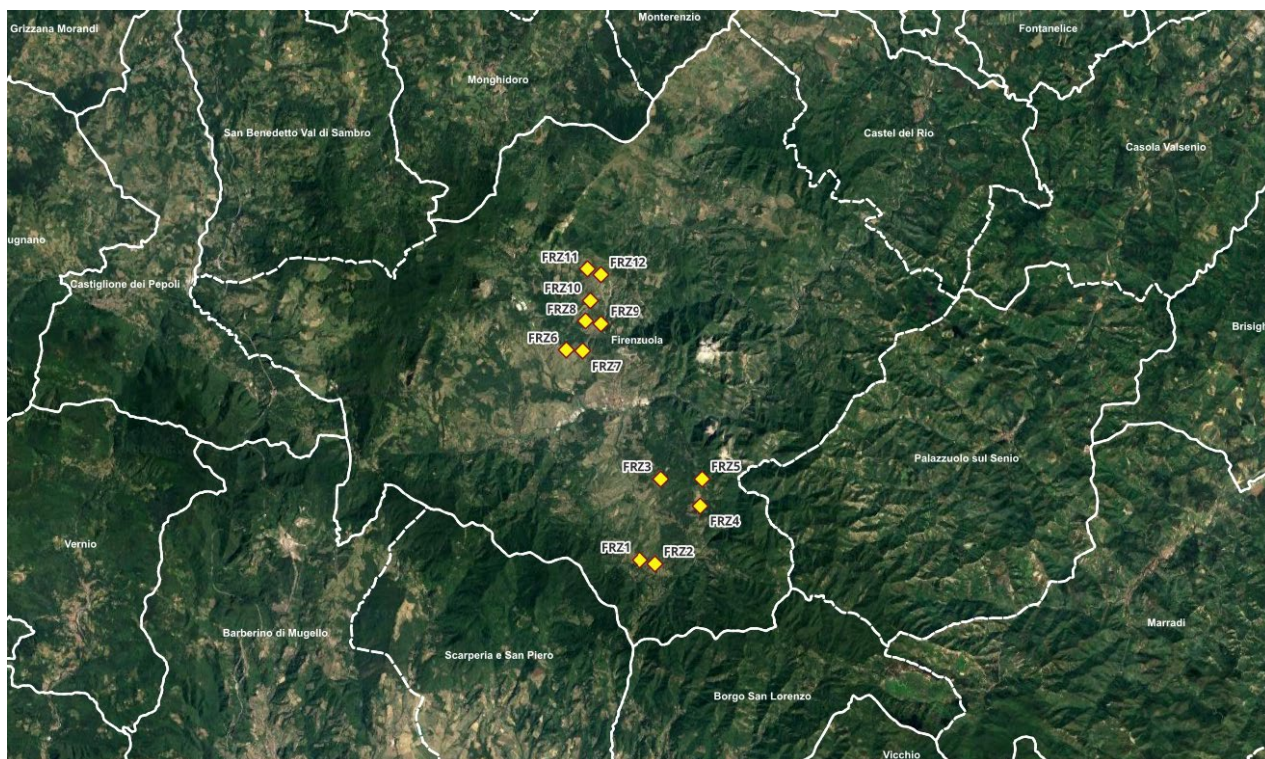 Monterenzio
Grizzana Morandi
Fontanelice
Monghidoro
San Benedetto Val di Sambro
Castel del Rio
Casola Valsenio
ugnano
FRZ11
FRZ12
Castiglione dei Pepoli
FRZ10
FRZ8
FRZ9
Brisigh
FRZ6
Firenzuola
FRZ7
Palazzuolo sul Senio
FRZ3
FRZ5
FRZ4
Vernio
FRZ1
FRZ2
Marradi
Barberino di Mugello
Scarperia e San Piero
Borgo San Lorenzo
Vicchio